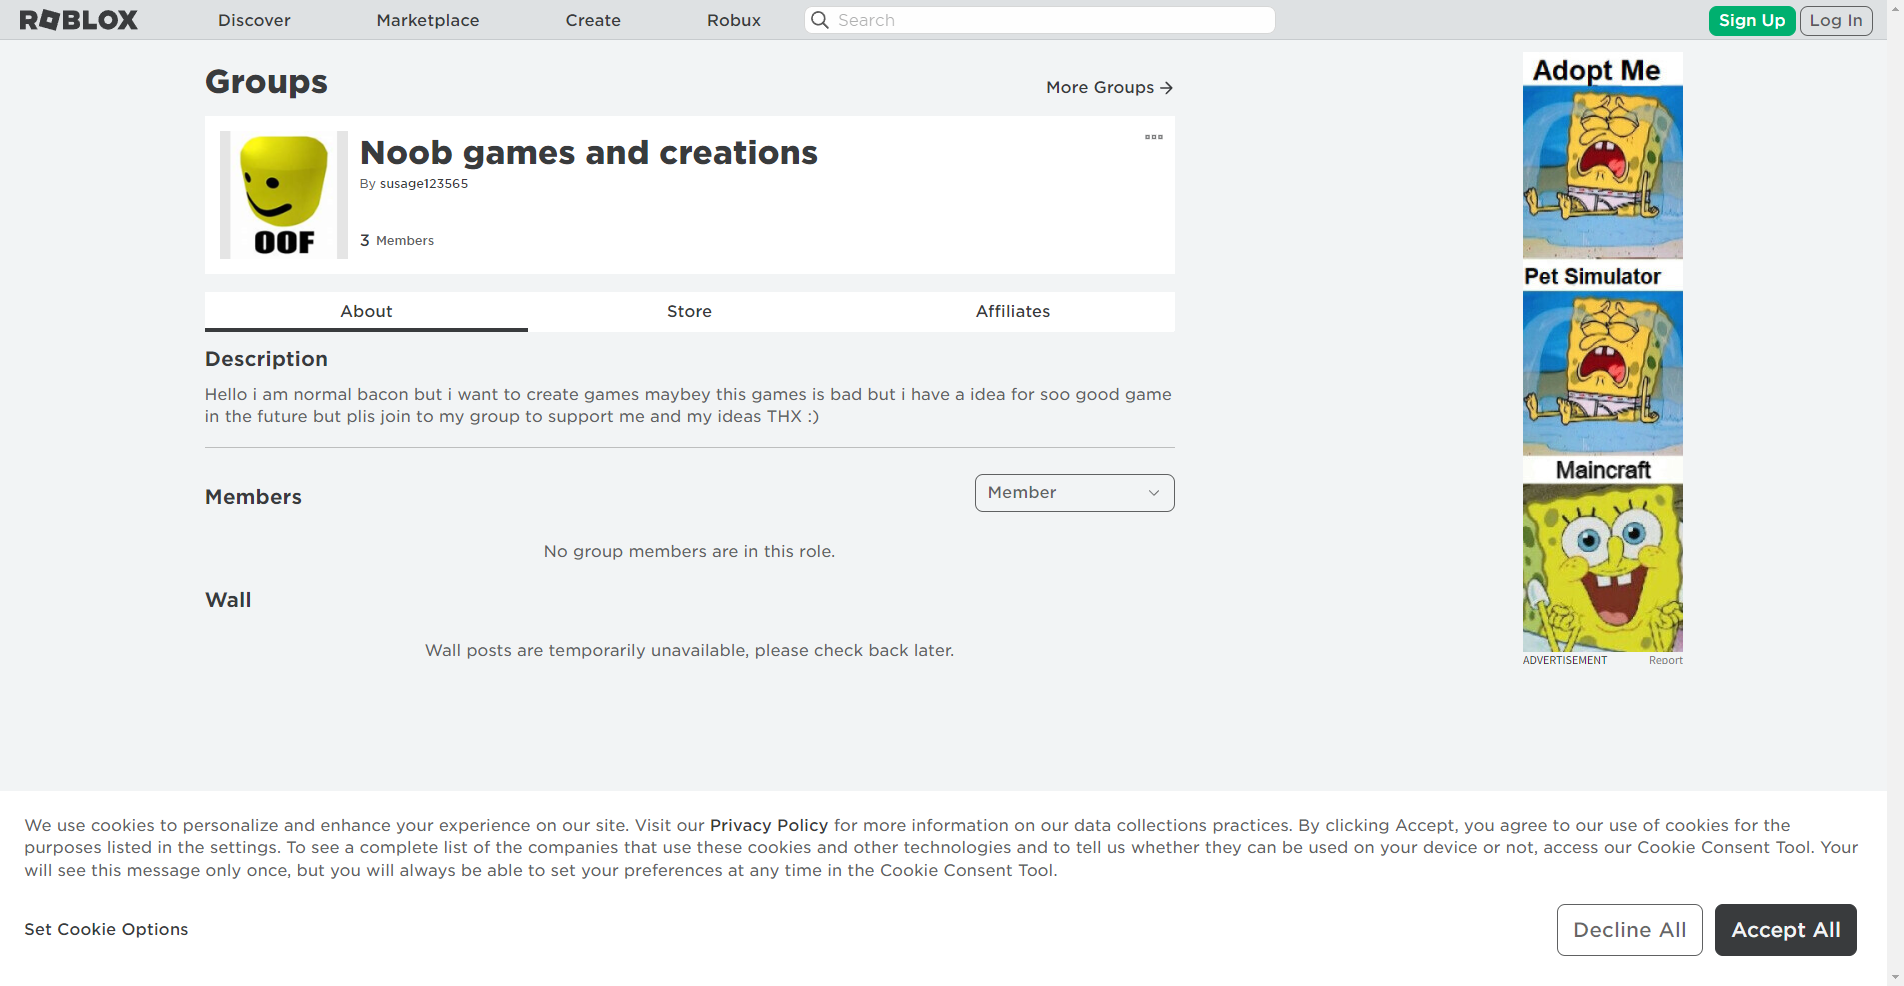 ROBLOX
Discover
Marketplace
Create
Robux
Search
Sign Up
Log In
Groups
More Groups →
Noob games and creations
By susage123565
3 Members
OOF
About
Store
Affiliates
Description
Hello i am normal bacon but i want to create games maybey this games is bad but i have a idea for soo good game
in the future but plis join to my group to support me and my ideas THX :)
Members
Member
No group members are in this role.
Wall
Wall posts are temporarily unavailable, please check back later.
Adopt Me
Pet Simulator
Maincraft
ADVERTISEMENT
Report
We use cookies to personalize and enhance your experience on our site. Visit our Privacy Policy for more information on our data collections practices. By clicking Accept, you agree to our use of cookies for the
purposes listed in the settings. To see a complete list of the companies that use these cookies and other technologies and to tell us whether they can be used on your device or not, access our Cookie Consent Tool. Your
will see this message only once, but you will always be able to set your preferences at any time in the Cookie Consent Tool.
Set Cookie Options
Decline All
Accept All